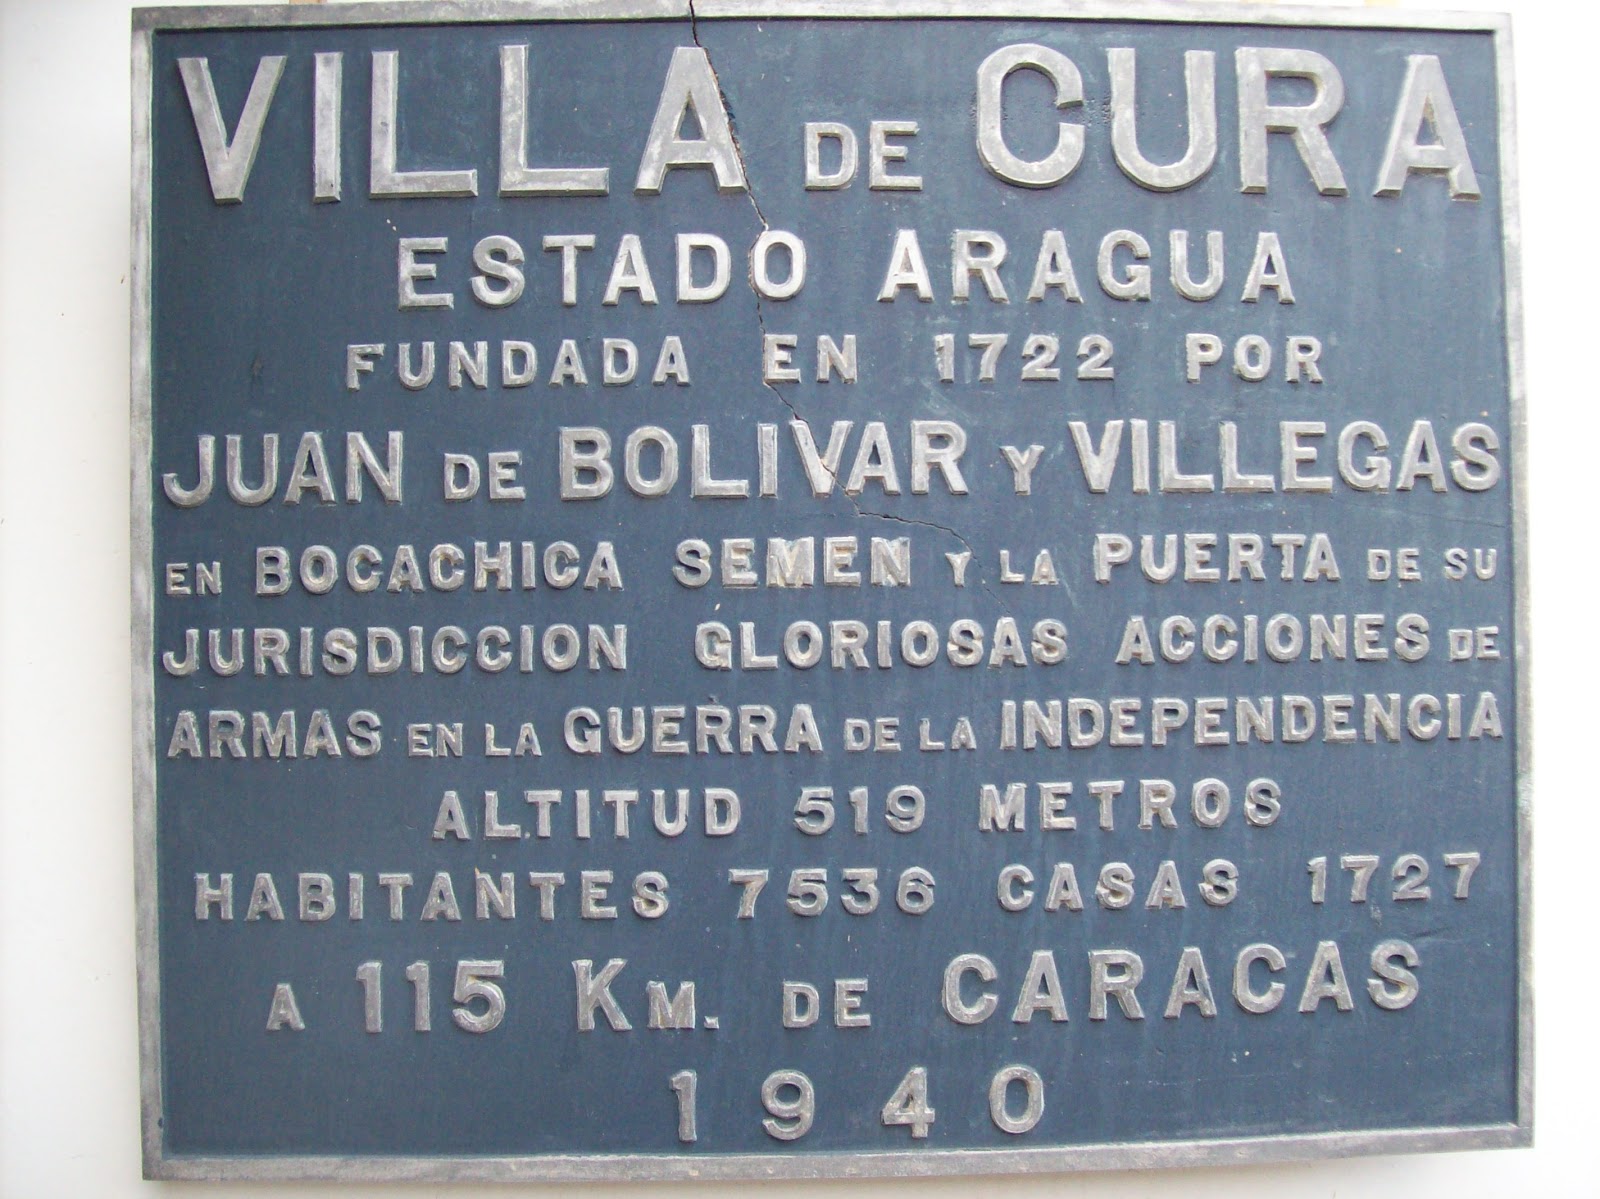 VILLA DE CURA
ESTADO ARAGUA
FUNDADA EN 1722 POR
JUAN DE BOLIVAR Y VILLEGAS
EN BOCACHICA SEMEN Y LA PUERTA DE SU
JURISDICCION GLORIOSAS ACCIONES DE
ARMAS EN LA GUERRA DE LA INDEPENDENCIA
ALTITUD 519 METROS
HABITANTES 7536 CASAS 1727
A 115 KM. DE CARACAS
1940